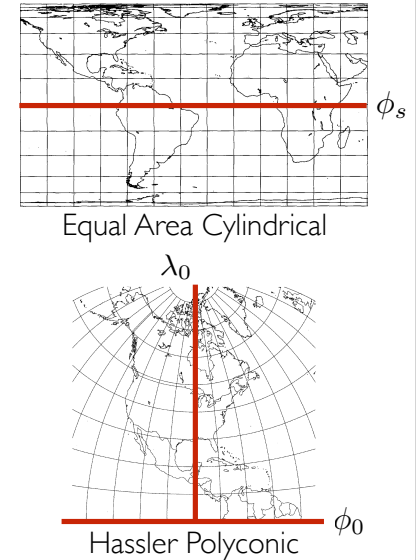 ϕₛ
Equal Area Cylindrical
λ₀
ϕ₀
Hassler Polyconic